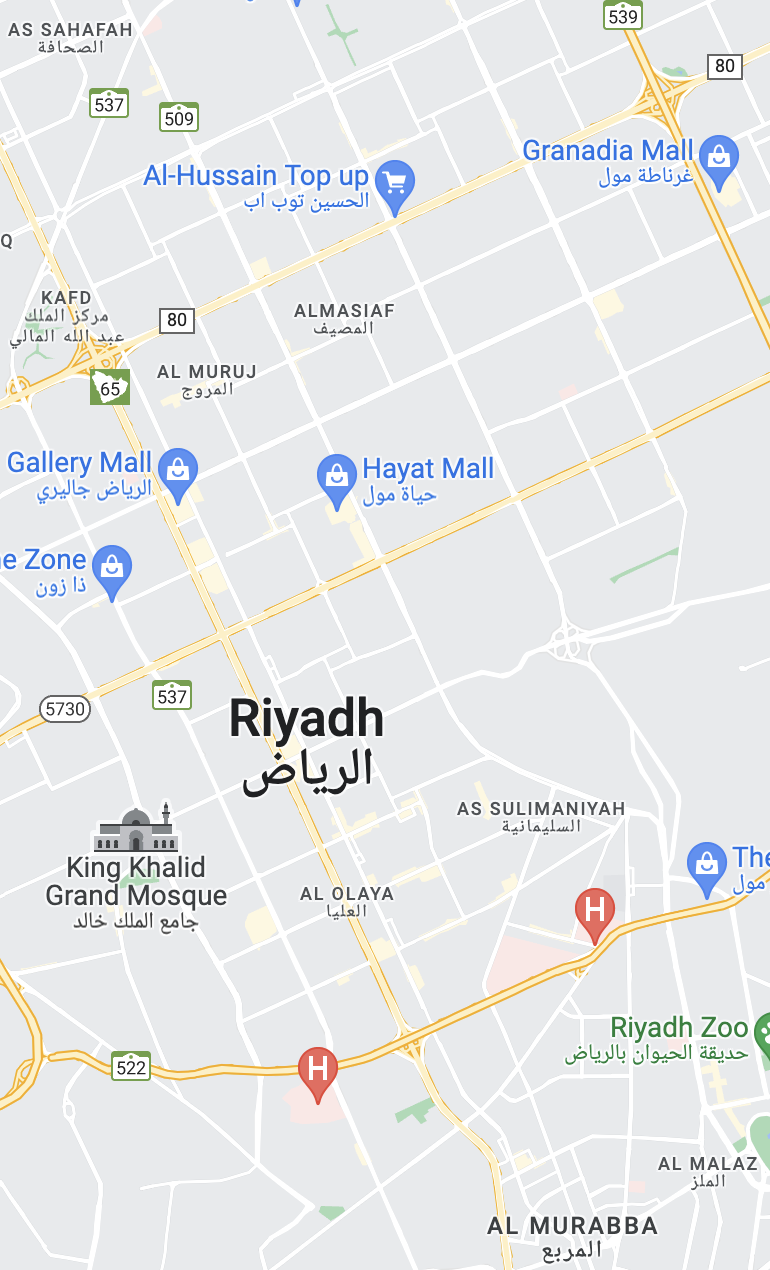 AS SAHAFAH
الصحافة
539
80
537
509
Granadia Mall
غرناطة مول
Al-Hussain Top up
الحسين توب اب
Q
KAFD
مركز الملك
عبد الله المالي
80
ALMASIAF
المصيف
65
AL MURUJ
المروج
Gallery Mall
الرياض جاليري
Hayat Mall
حياة مول
e Zone
ذا زون
5730
537
Riyadh
الرياض
AS SULIMANIYAH
السليمانية
King Khalid
Grand Mosque
جامع الملك خالد
The
مول
AL OLAYA
العليا
H
Riyadh Zoo
حديقة الحيوان بالرياض
522
H
AL MALAZ
الملز
AL MURABBA
المربع